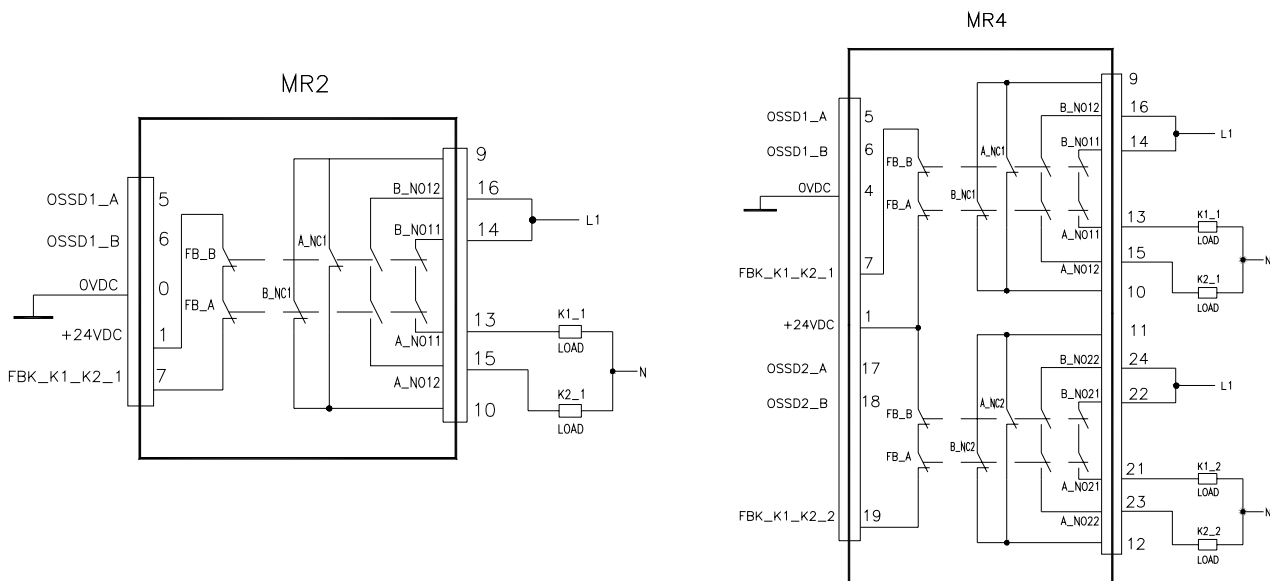 MR2
OSSD1_A
5
OSSD1_B
6
0VDC
0
+24VDC
1
FBK_K1_K2_1
7
FB_B
FB_A
B_NC1
A_NC1
B_NO12
B_NO11
A_NO11
A_NO12
9
16
14
L1
13
K1_1
LOAD
15
K2_1
LOAD
N
10
MR4
OSSD1_A
5
OSSD1_B
6
0VDC
4
FBK_K1_K2_1
7
+24VDC
1
OSSD2_A
17
OSSD2_B
18
FBK_K1_K2_2
19
FB_B
FB_A
B_NC1
A_NC1
B_NO12
B_NO11
A_NO11
A_NO12
9
16
14
L1
13
K1_1
LOAD
15
K2_1
LOAD
N
10
FB_B
FB_A
B_NC2
A_NC2
B_NO22
B_NO21
A_NO21
A_NO22
11
24
22
L1
21
K1_2
LOAD
23
K2_2
LOAD
N
12